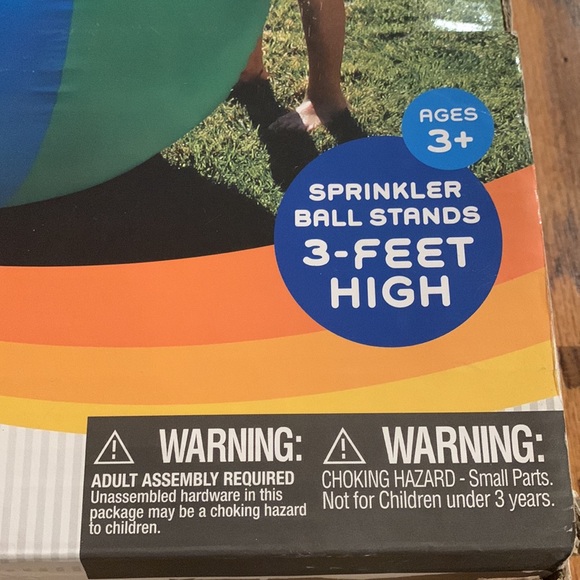 AGES
3+
SPRINKLER
BALL STANDS
3-FEET
HIGH
WARNING:
ADULT ASSEMBLY REQUIRED
Unassembled hardware in this
package may be a choking hazard
to children.
WARNING:
CHOKING HAZARD - Small Parts.
Not for Children under 3 years.